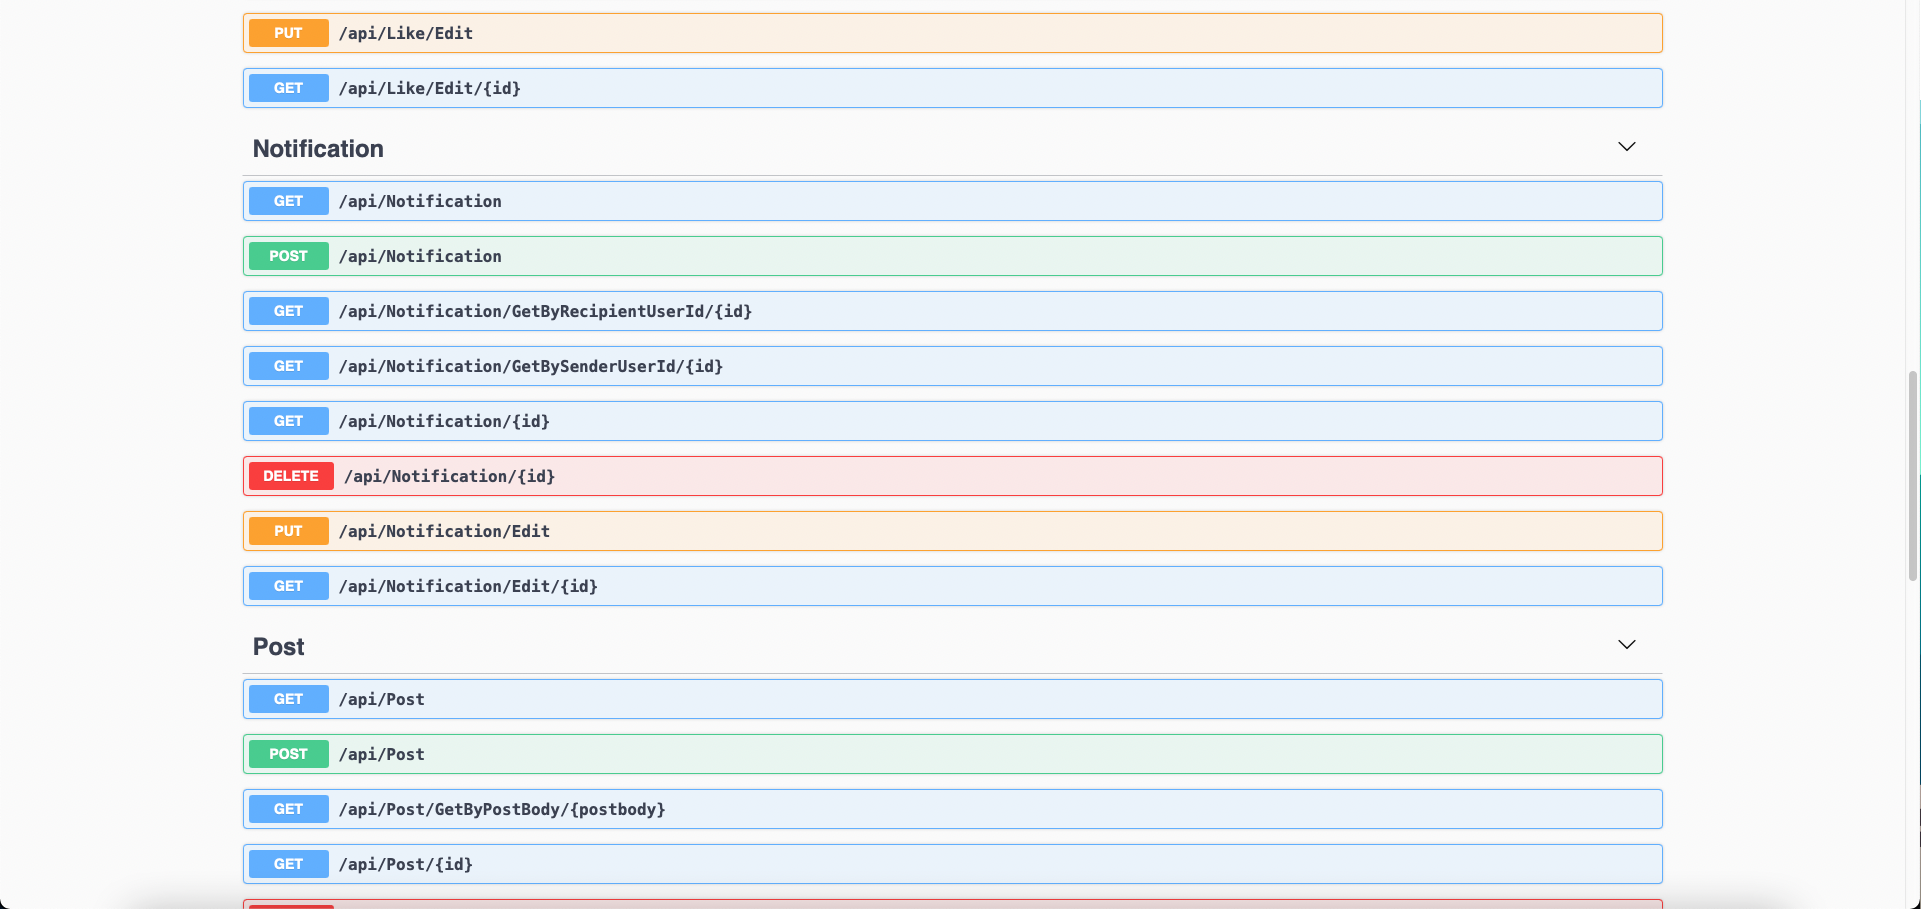 PUT /api/Like/Edit
GET /api/Like/Edit/{id}
Notification
GET /api/Notification
POST /api/Notification
GET /api/Notification/GetByRecipientUserId/{id}
GET /api/Notification/GetBySenderUserId/{id}
GET /api/Notification/{id}
DELETE /api/Notification/{id}
PUT /api/Notification/Edit
GET /api/Notification/Edit/{id}
Post
GET /api/Post
POST /api/Post
GET /api/Post/GetByPostBody/{postbody}
GET /api/Post/{id}